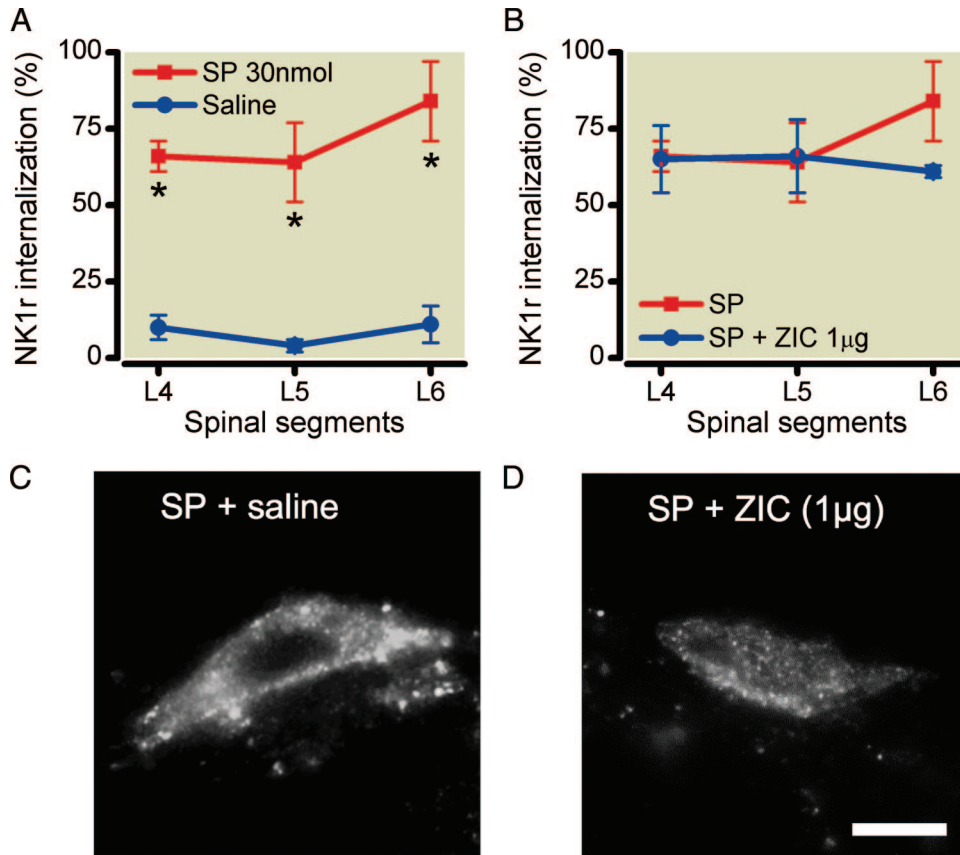 A
NK1r internalization (%)
100
75
50
25
0
SP 30nmol
Saline
*
*
*
L4
L5
L6
Spinal segments
B
NK1r internalization (%)
100
75
50
25
0
SP
SP + ZIC 1µg
L4
L5
L6
Spinal segments
C
SP + saline
D
SP + ZIC (1µg)